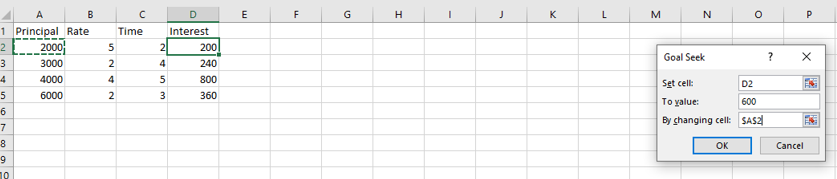 A B C D E F G H I J K L M N O P
1 Principal Rate Time Interest
2 2000 5 2 200
3 3000 2 4 240
4 4000 4 5 800
5 6000 2 3 360
6
7
8
9
10
Goal Seek ? ×
Set cell: D2
To value: 600
By changing cell: $A$2
OK Cancel